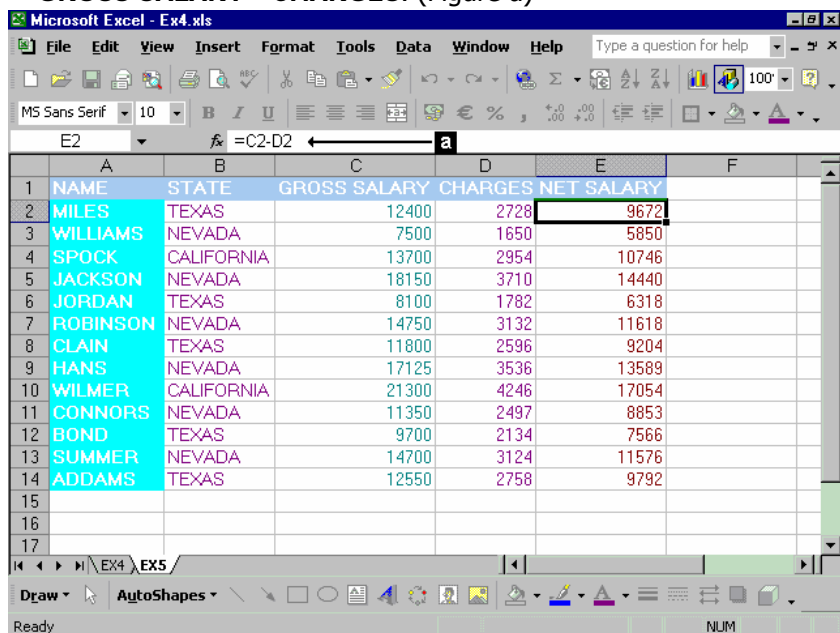 GROSS SALARY – CHARGES. (Figure a)
Microsoft Excel - Ex4.xls
File Edit View Insert Format Tools Data Window Help Type a question for help
ABC Σ 100
MS Sans Serif 10 B I U € % , +.0 .00 .00 +.0 A
E2 fx =C2-D2 a
A B C D E F
1 NAME STATE GROSS SALARY CHARGES NET SALARY
2 MILES TEXAS 12400 2728 9672
3 WILLIAMS NEVADA 7500 1650 5850
4 SPOCK CALIFORNIA 13700 2954 10746
5 JACKSON NEVADA 18150 3710 14440
6 JORDAN TEXAS 8100 1782 6318
7 ROBINSON NEVADA 14750 3132 11618
8 CLAIN TEXAS 11800 2596 9204
9 HANS NEVADA 17125 3536 13589
10 WILMER CALIFORNIA 21300 4246 17054
11 CONNORS NEVADA 11350 2497 8853
12 BOND TEXAS 9700 2134 7566
13 SUMMER NEVADA 14700 3124 11576
14 ADDAMS TEXAS 12550 2758 9792
15
16
17
EX4 EX5
Draw AutoShapes A
Ready NUM